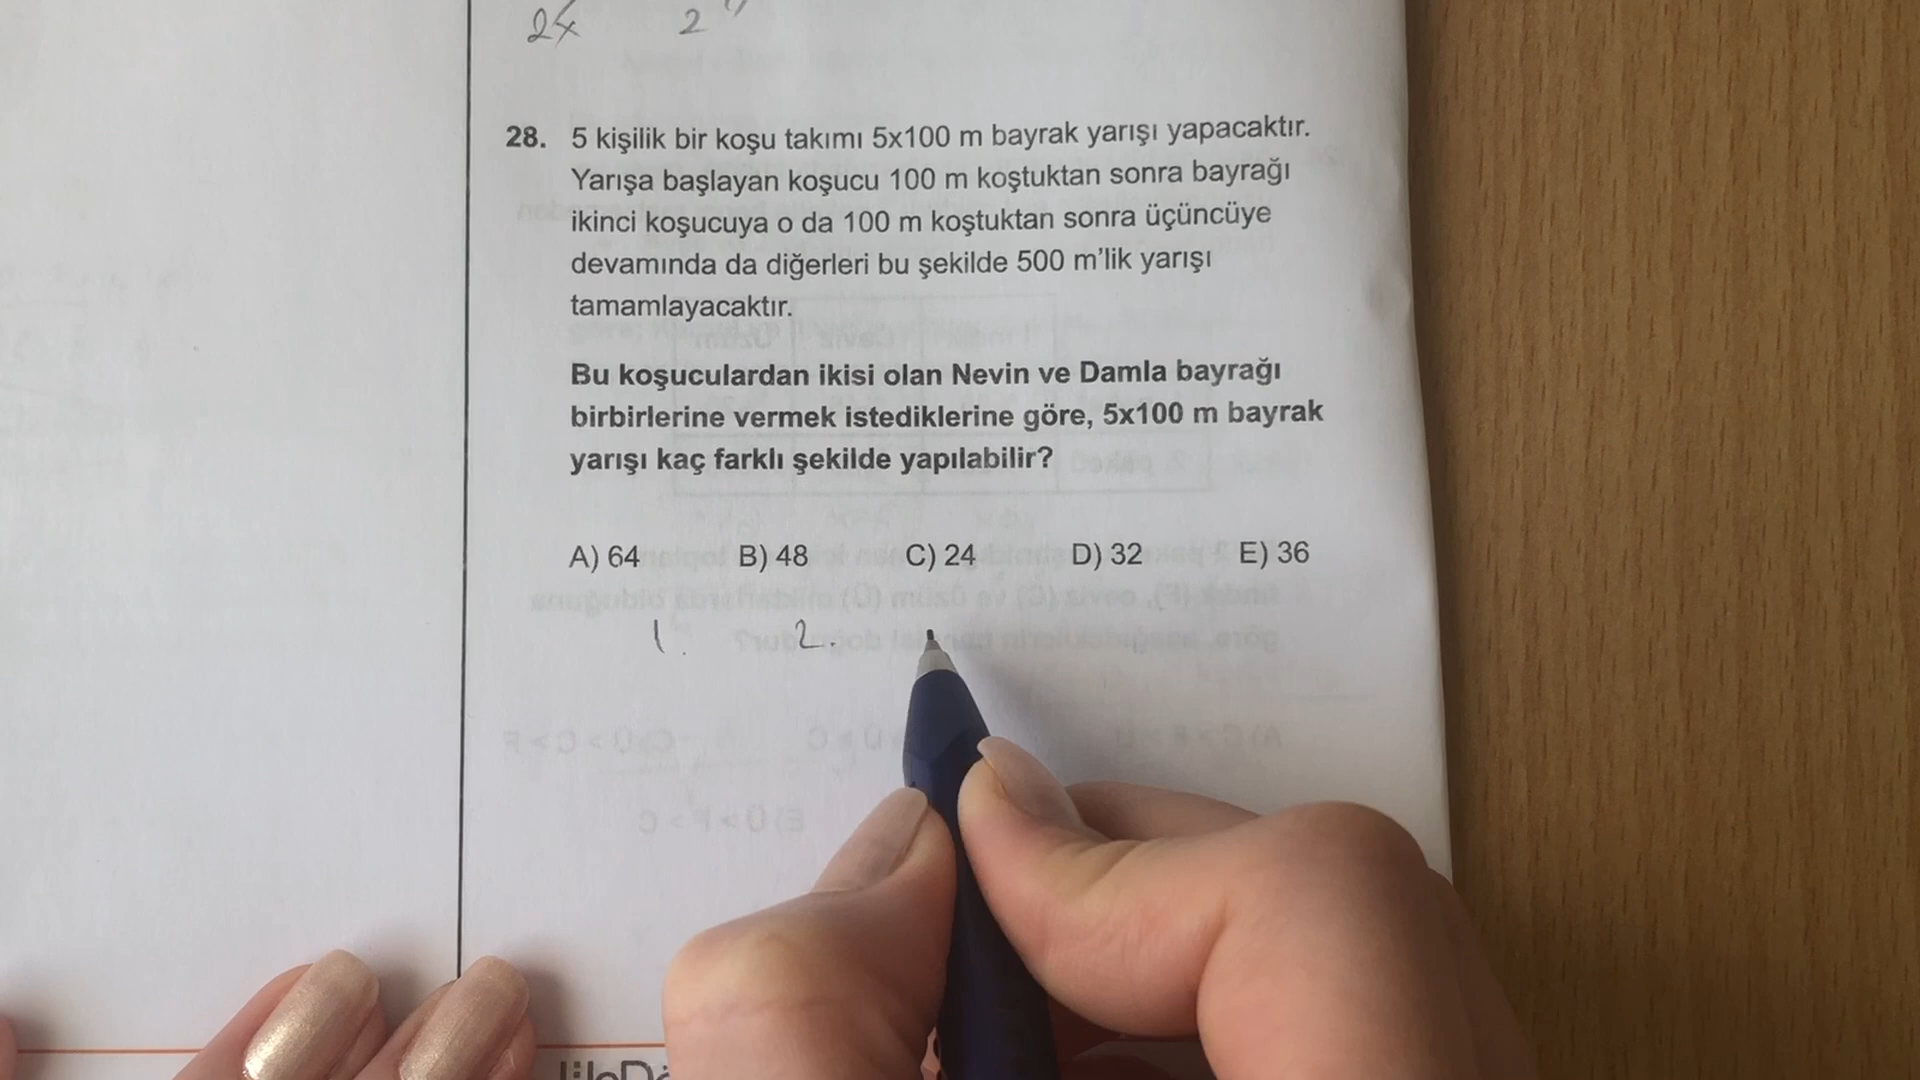 24 2
28. 5 kişilik bir koşu takımı 5x100 m bayrak yarışı yapacaktır.
Yarışa başlayan koşucu 100 m koştuktan sonra bayrağı
ikinci koşucuya o da 100 m koştuktan sonra üçüncüye
devamında da diğerleri bu şekilde 500 m'lik yarışı
tamamlayacaktır.
Bu koşuculardan ikisi olan Nevin ve Damla bayrağı
birbirlerine vermek istediklerine göre, 5x100 m bayrak
yarışı kaç farklı şekilde yapılabilir?
A) 64 B) 48 C) 24 D) 32 E) 36
1. 2.